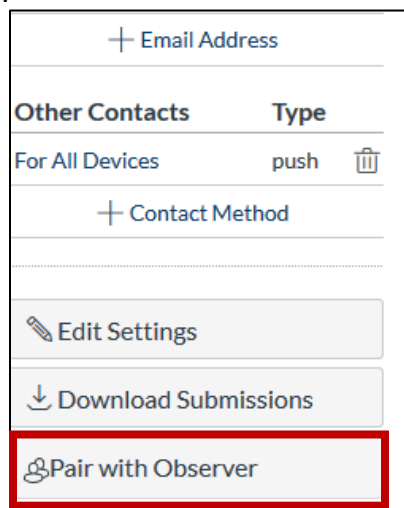 + Email Address
Other Contacts Type
For All Devices push
+ Contact Method
Edit Settings
Download Submissions
Pair with Observer